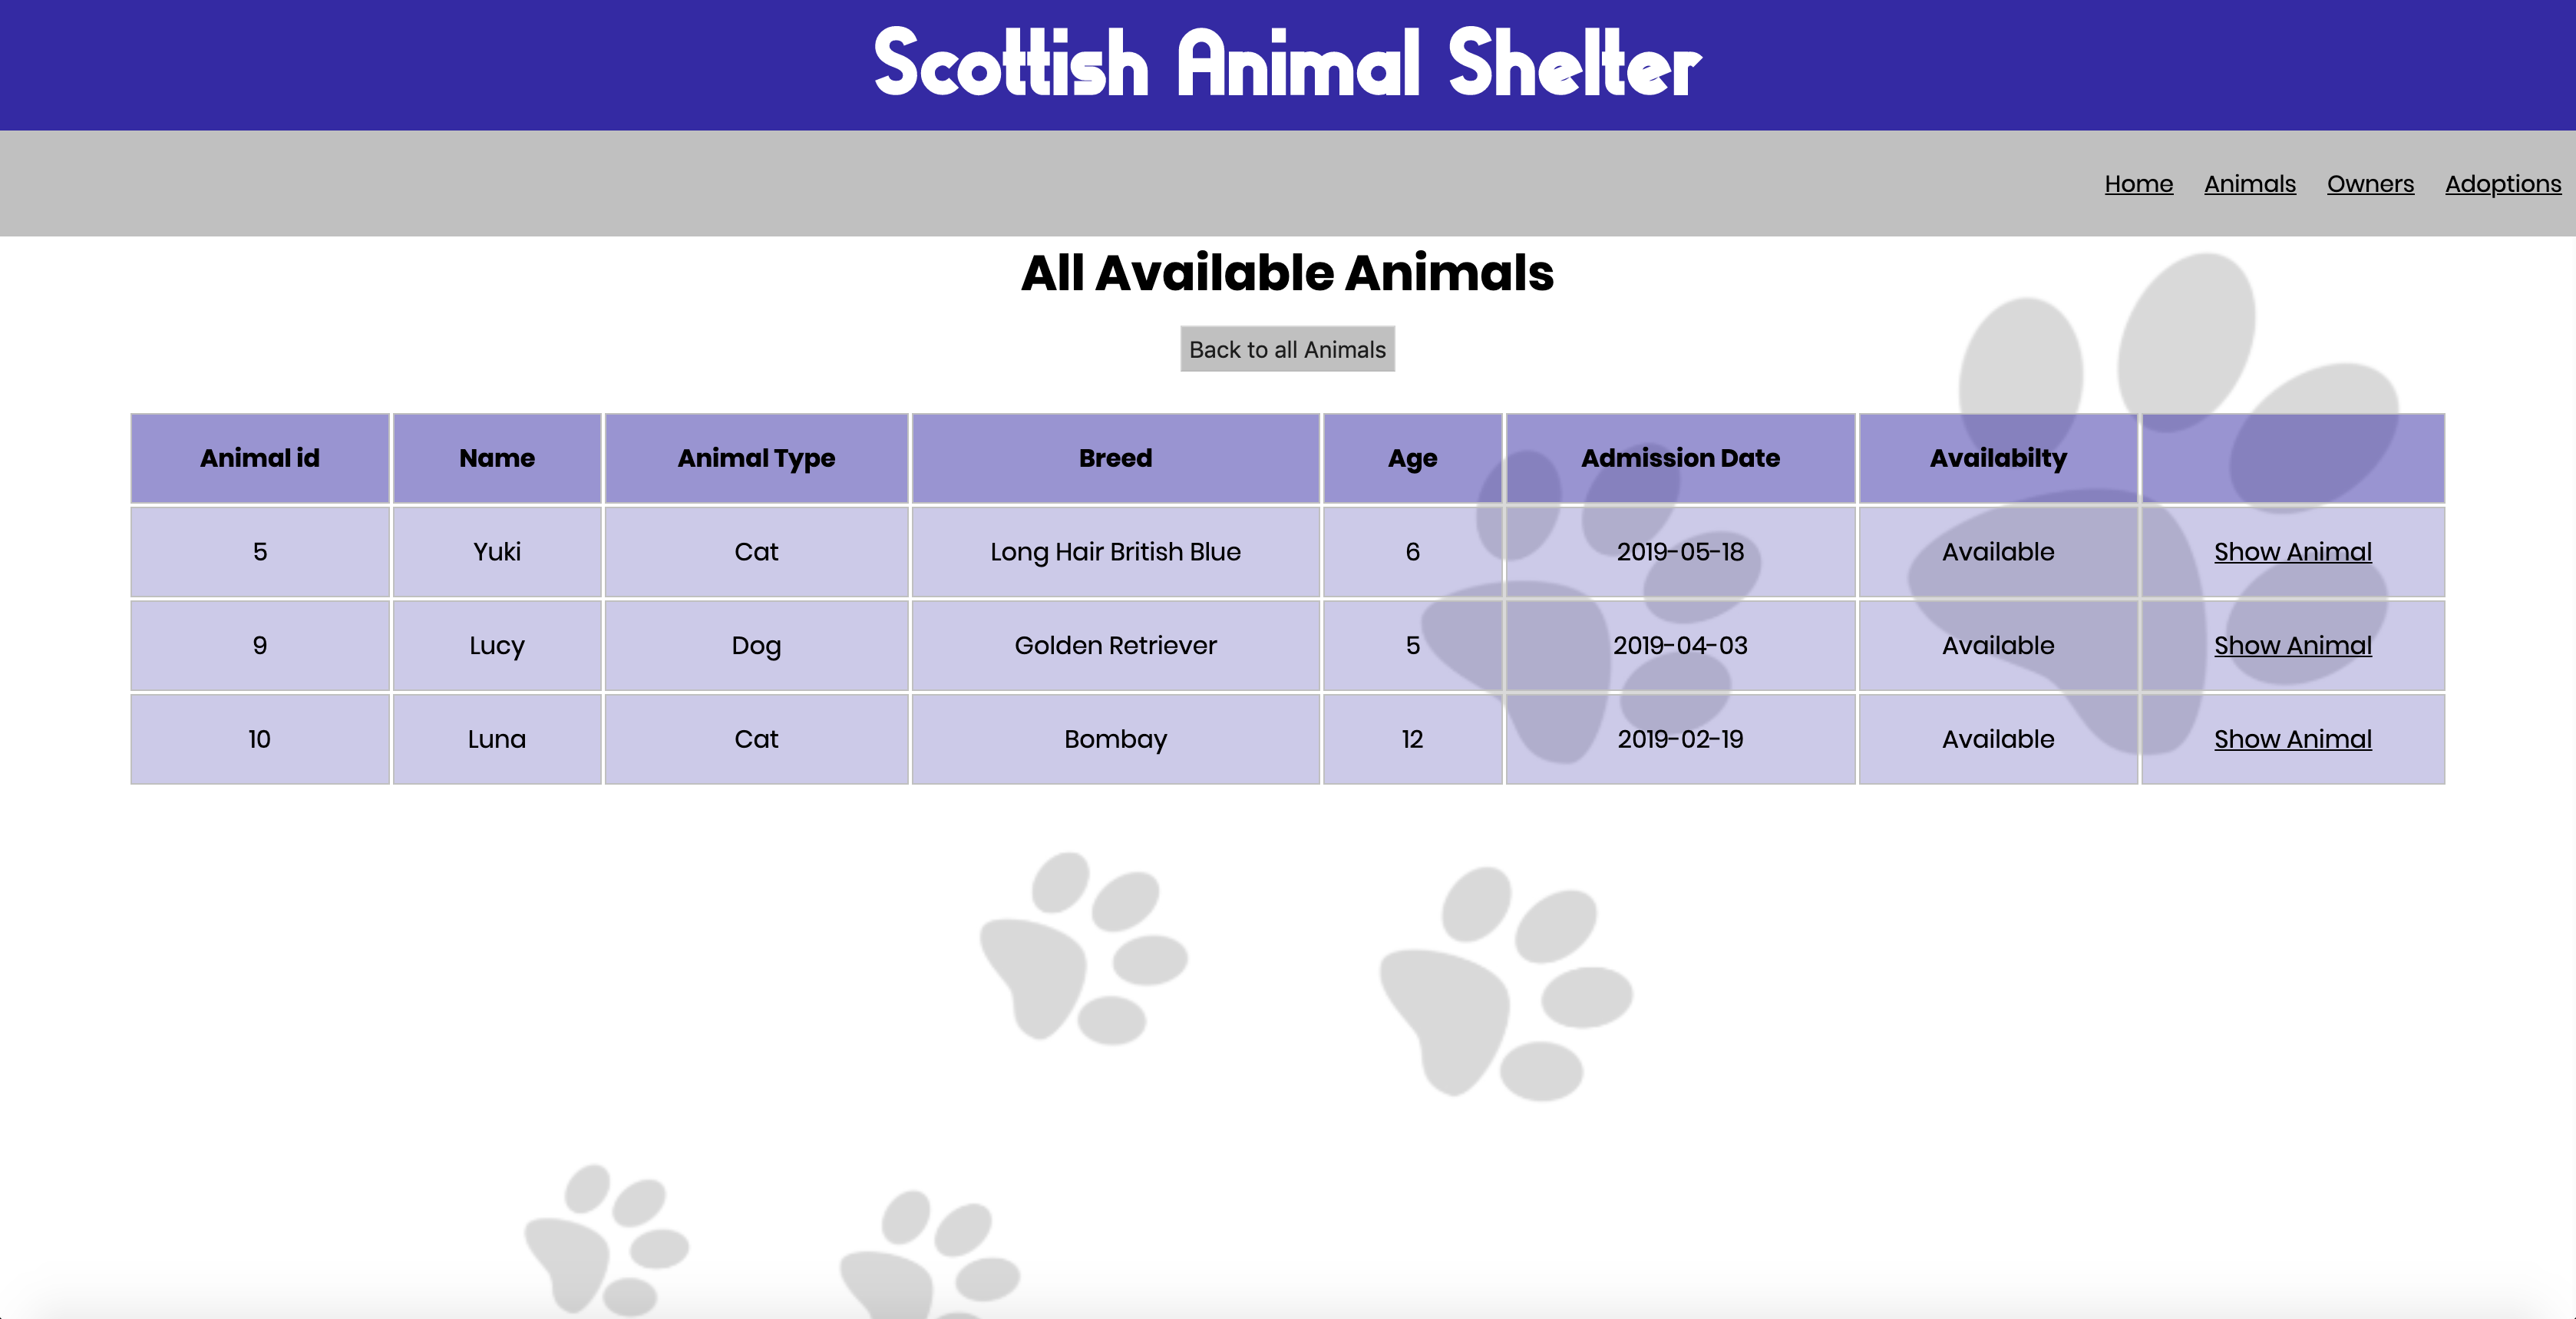 Scottish Animal Shelter
Home Animals Owners Adoptions
All Available Animals
Back to all Animals
Animal id Name Animal Type Breed Age Admission Date Availabilty
5 Yuki Cat Long Hair British Blue 6 2019-05-18 Available Show Animal
9 Lucy Dog Golden Retriever 5 2019-04-03 Available Show Animal
10 Luna Cat Bombay 12 2019-02-19 Available Show Animal